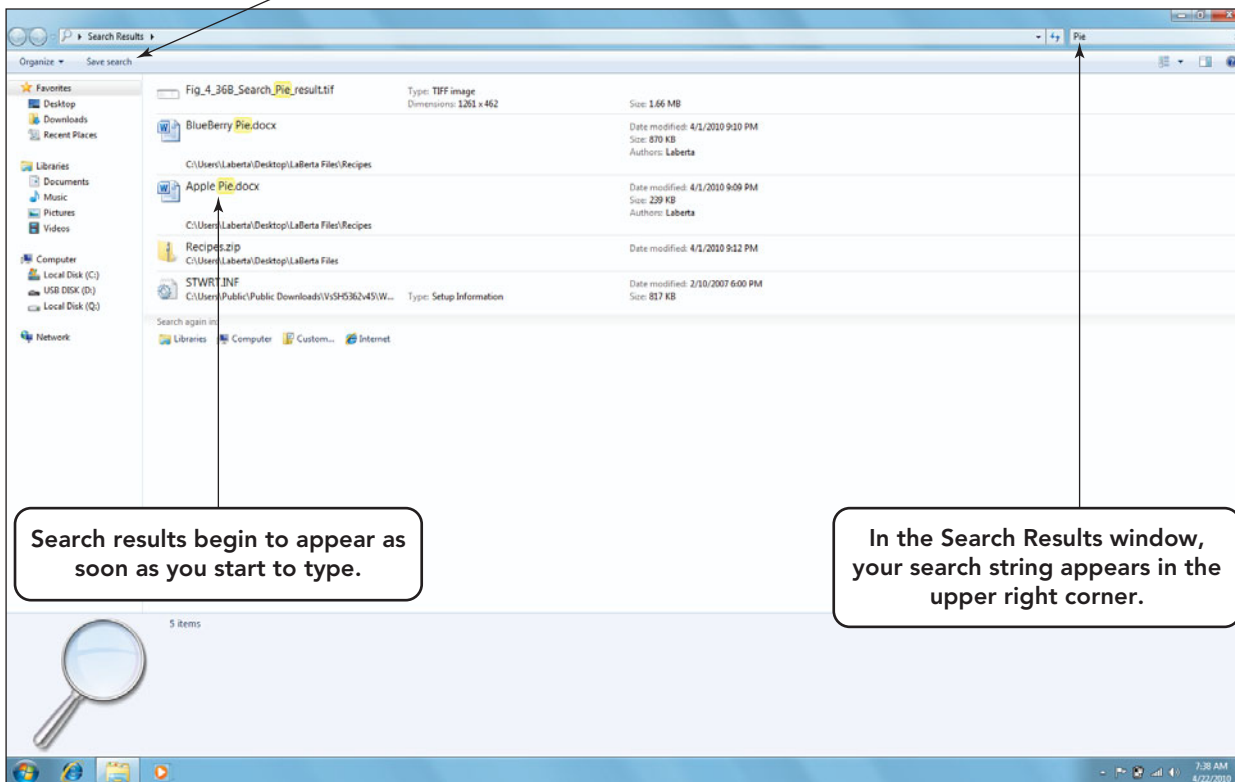 Search Results
Pie
Organize
Save search
Favorites
Desktop
Downloads
Recent Places
Libraries
Documents
Music
Pictures
Videos
Computer
Local Disk (C:)
USB DISK (D:)
Local Disk (Q:)
Network
Fig_4_36B_Search_Pie_result.tif
Type: TIFF image
Dimensions: 1261 x 462
Size: 1.66 MB
BlueBerry Pie.docx
C:\Users\Laberta\Desktop\LaBerta Files\Recipes
Date modified: 4/1/2010 9:10 PM
Size: 870 KB
Authors: Laberta
Apple Pie.docx
C:\Users\Laberta\Desktop\LaBerta Files\Recipes
Date modified: 4/1/2010 9:09 PM
Size: 239 KB
Authors: Laberta
Recipes.zip
C:\Users\Laberta\Desktop\LaBerta Files
Date modified: 4/1/2010 9:12 PM
STWRT.INF
C:\Users\Public\Public Downloads\VsSH5362v45\W...
Type: Setup Information
Date modified: 2/10/2007 6:00 PM
Size: 817 KB
Search again in:
Libraries Computer Custom... Internet
Search results begin to appear as
soon as you start to type.
In the Search Results window,
your search string appears in the
upper right corner.
5 items
7:38 AM
4/22/2010